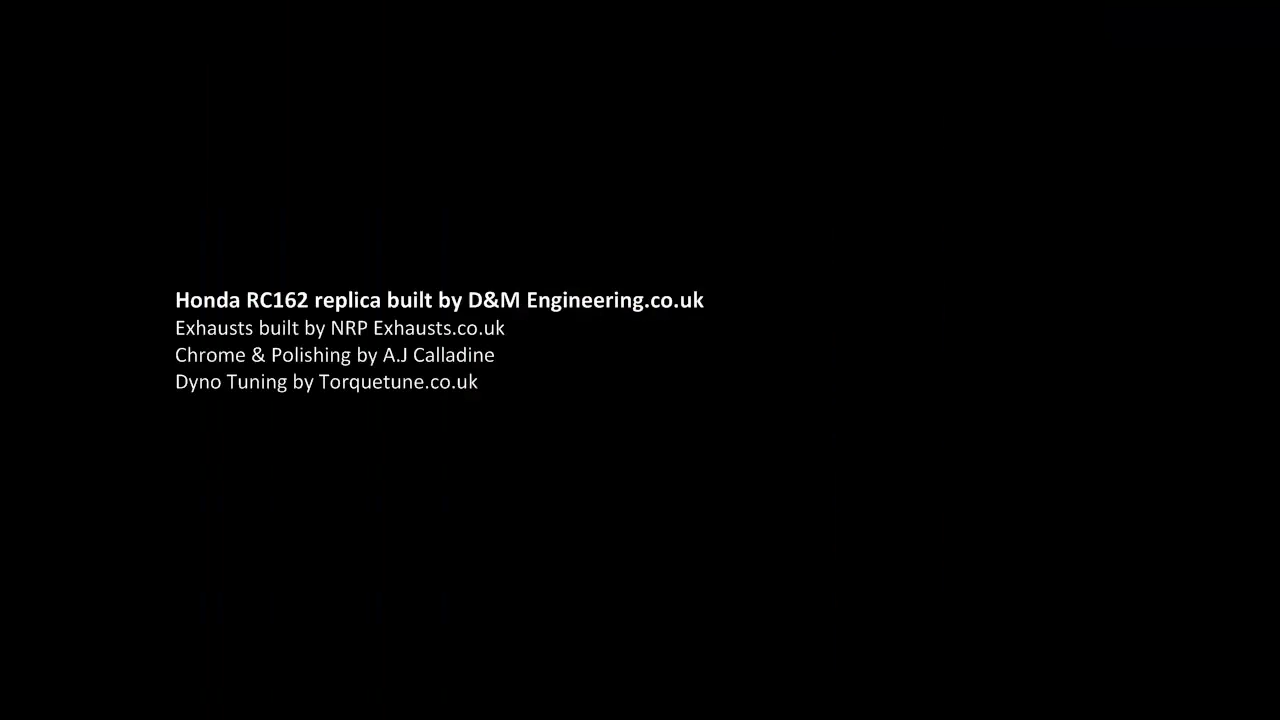 Honda RC162 replica built by D&M Engineering.co.uk
Exhausts built by NRP Exhausts.co.uk
Chrome & Polishing by A.J Calladine
Dyno Tuning by Torquetune.co.uk